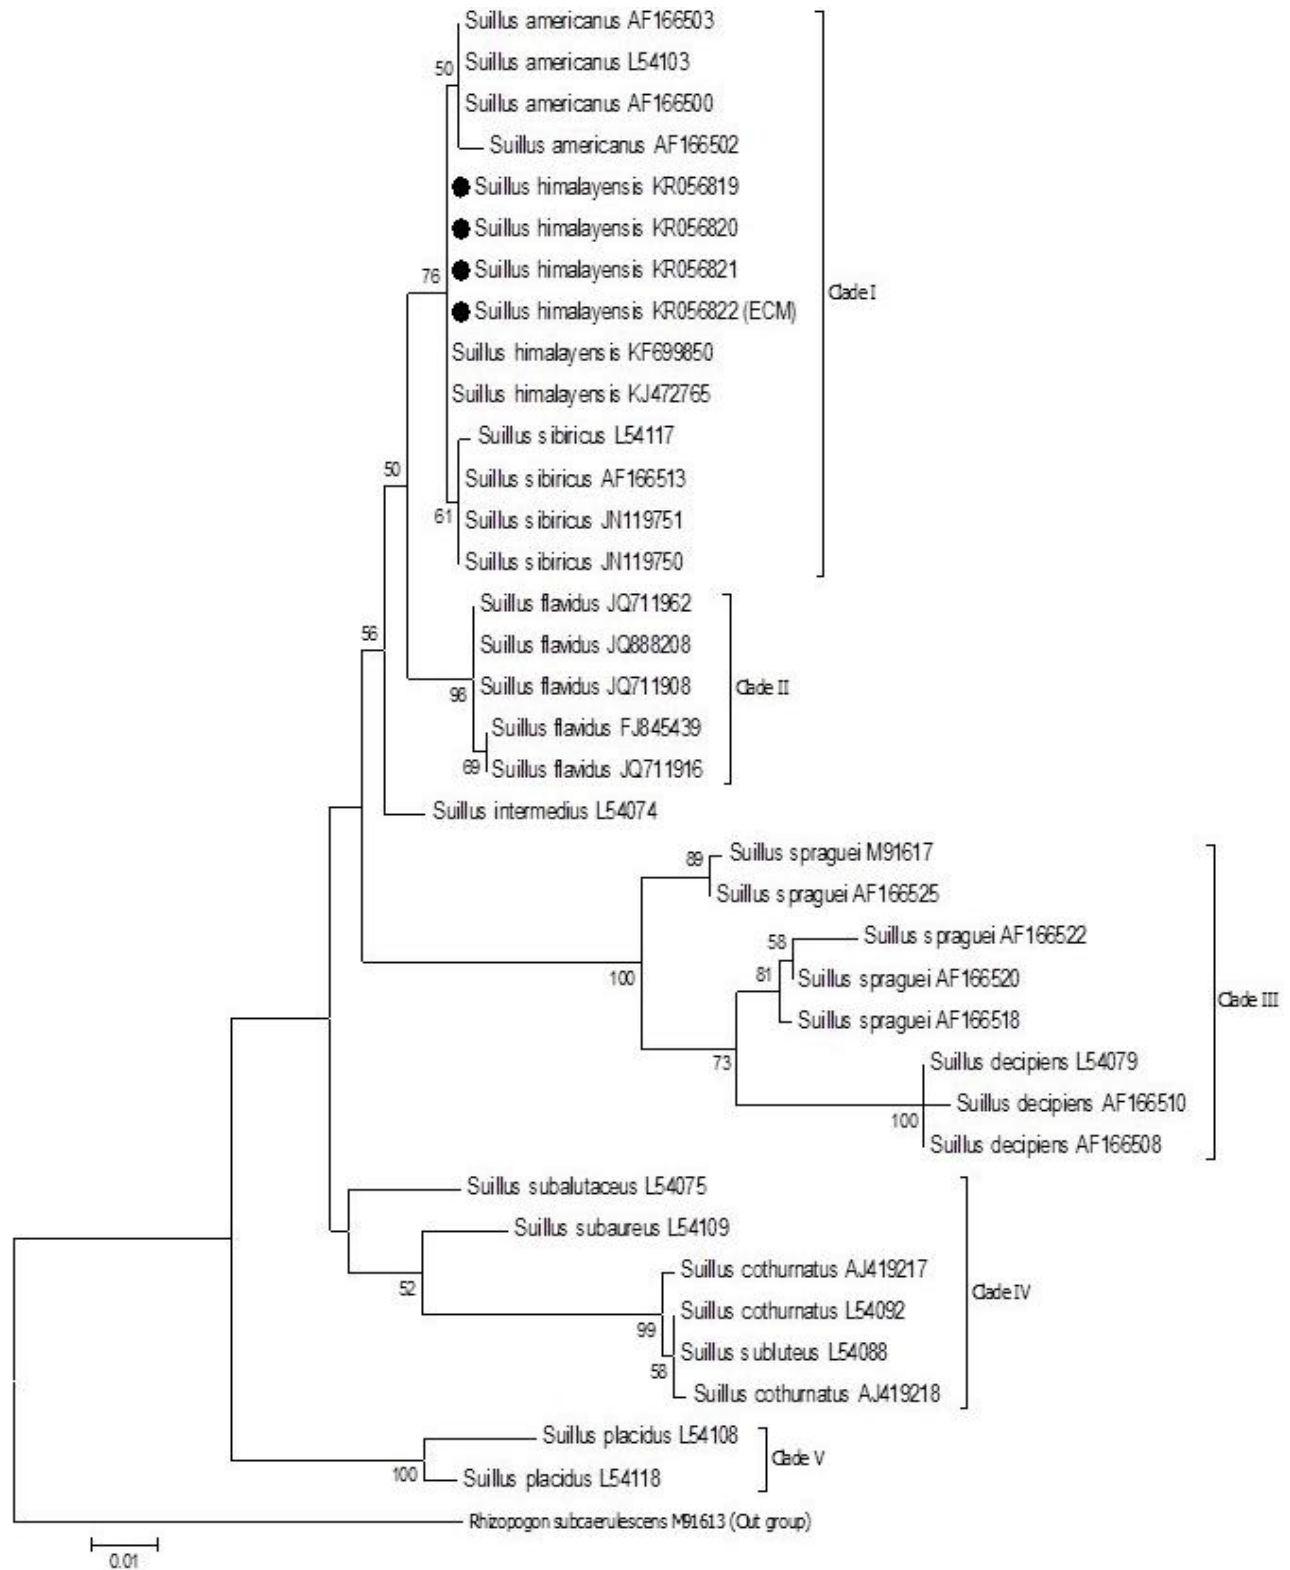 Suillus americanus AF166503
Suillus americanus L54103
50
Suillus americanus AF166500
Suillus americanus AF166502
Suillus himalayensis KR056819
Suillus himalayensis KR056820
Suillus himalayensis KR056821
76
Clade I
Suillus himalayensis KR056822 (ECM)
Suillus himalayensis KF699850
Suillus himalayensis KJ472765
Suillus sibiricus L54117
50
Suillus sibiricus AF166513
61
Suillus sibiricus JN119751
Suillus sibiricus JN119750
Suillus flavidus JQ711962
56
Suillus flavidus JQ888208
Suillus flavidus JQ711908
98
Clade II
Suillus flavidus FJ845439
69
Suillus flavidus JQ711916
Suillus intermedius L54074
89
Suillus spraguei M91617
Suillus spraguei AF166525
58
Suillus spraguei AF166522
81
Suillus spraguei AF166520
100
Clade III
Suillus spraguei AF166518
73
Suillus decipiens L54079
Suillus decipiens AF166510
100
Suillus decipiens AF166508
Suillus subalutaceus L54075
Suillus subaureus L54109
Suillus cothurnatus AJ419217
52
Clade IV
Suillus cothurnatus L54092
99
Suillus subluteus L54088
58
Suillus cothurnatus AJ419218
Suillus placidus L54108
Clade V
100
Suillus placidus L54118
Rhizopogon subcaerulescens M91613 (Out group)
0.01